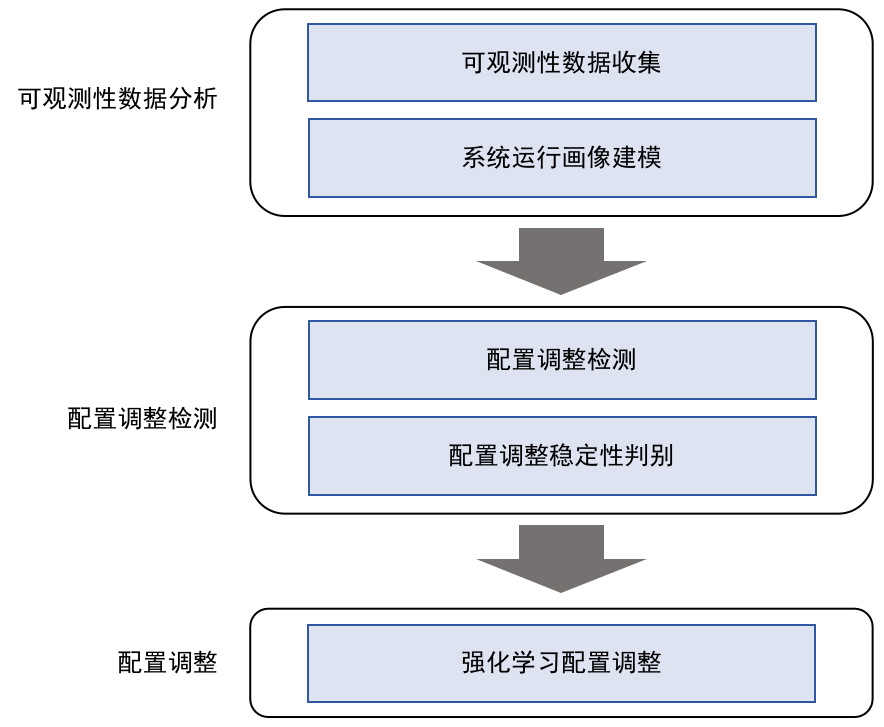 可观测性数据分析
可观测性数据收集
系统运行画像建模
配置调整检测
配置调整检测
配置调整稳定性判别
配置调整
强化学习配置调整